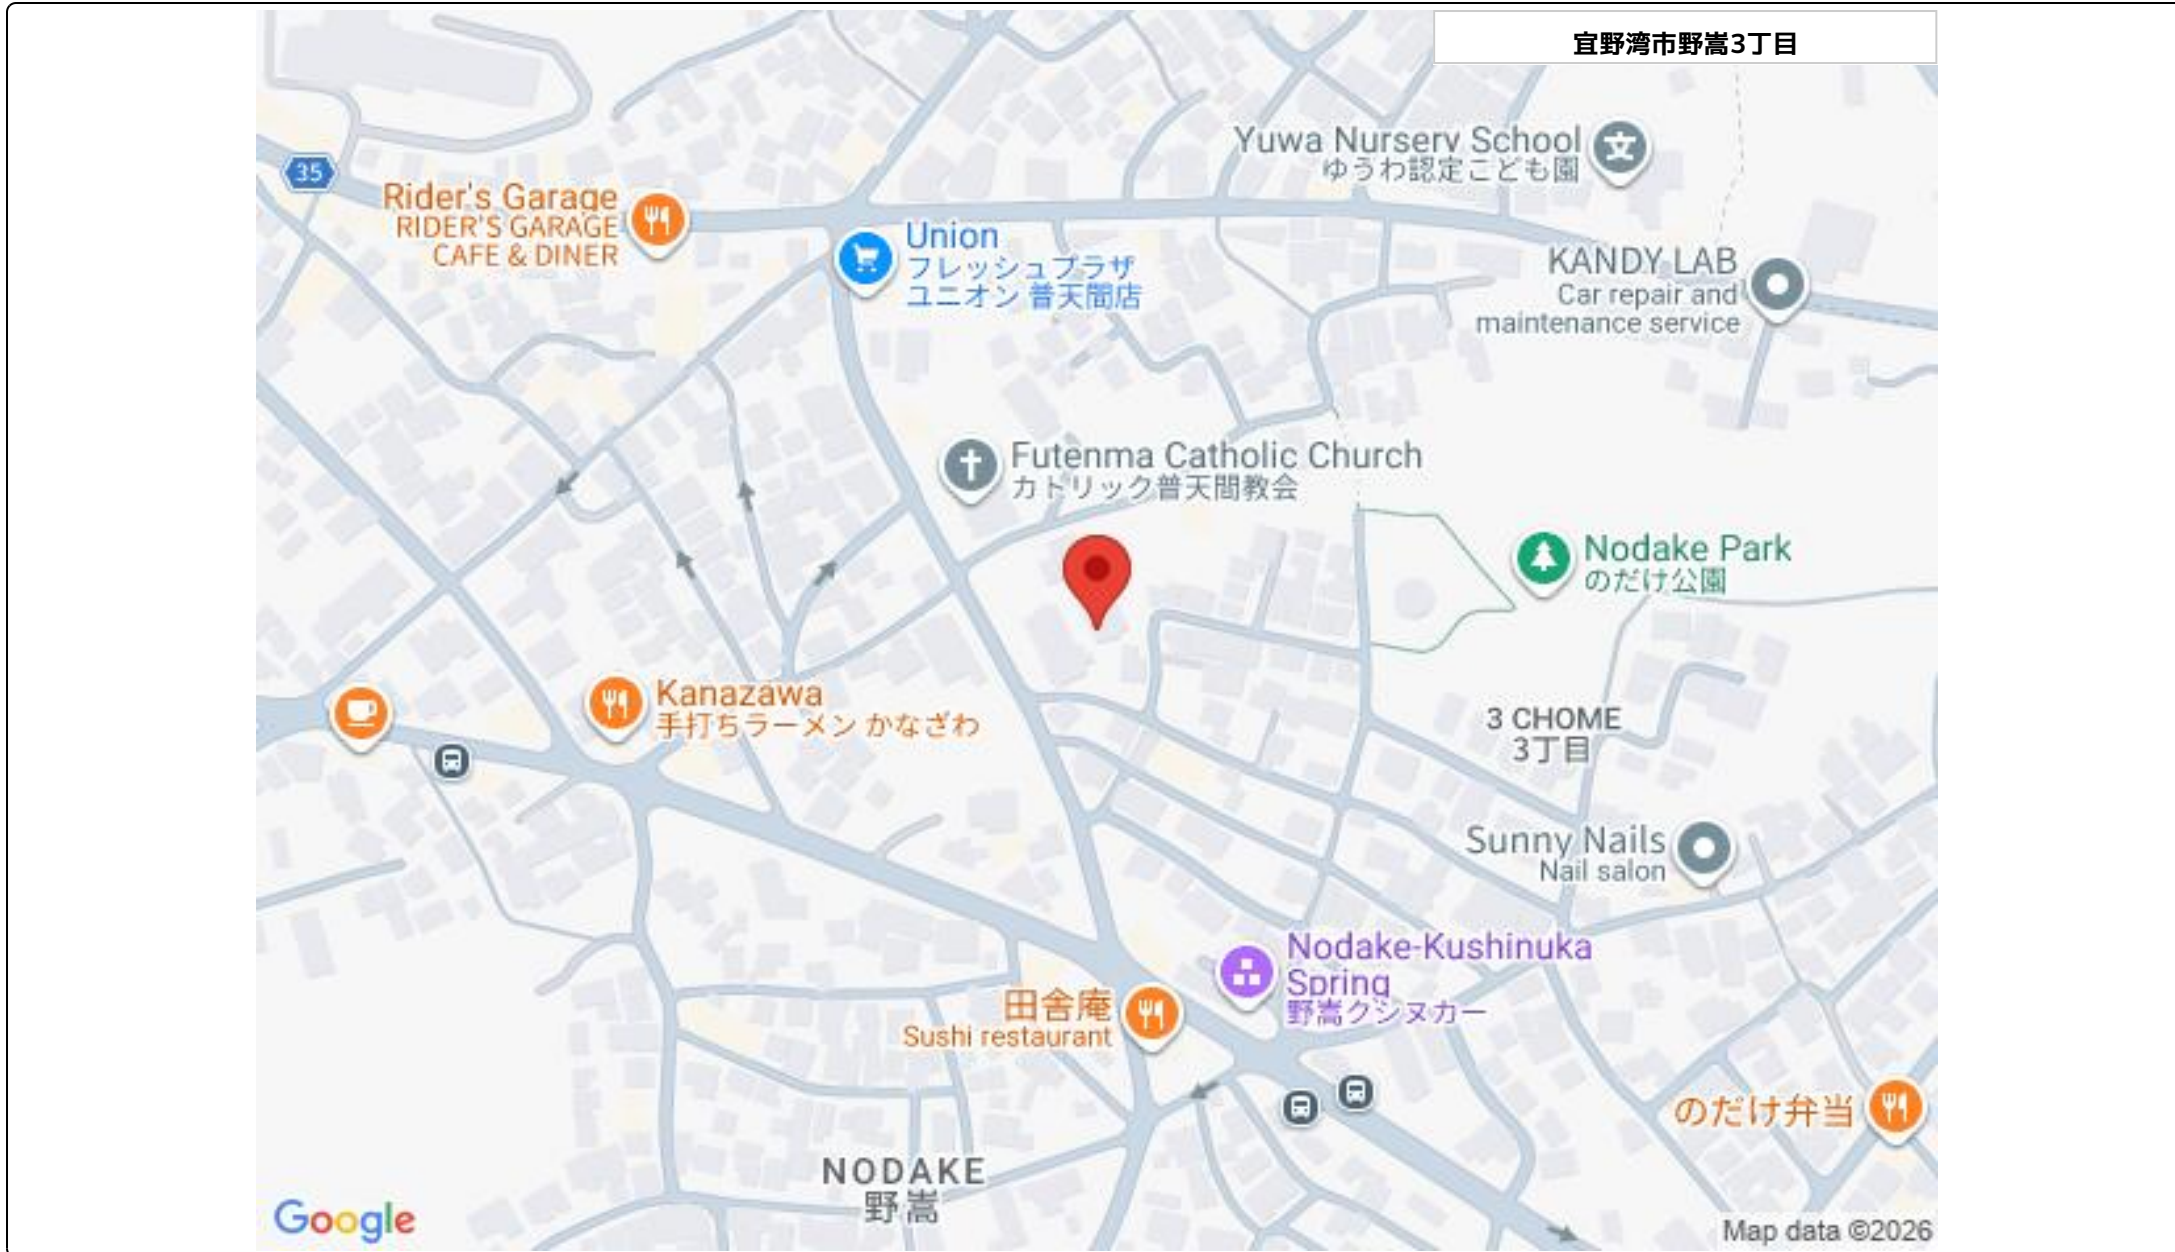 宜野湾市野嵩3丁目
Yuwa Nursery School
ゆうわ認定こども園
35
Rider's Garage
RIDER'S GARAGE
CAFE & DINER
Union
フレッシュプラザ
ユニオン 普天間店
KANDY LAB
Car repair and
maintenance service
Futenma Catholic Church
カトリック普天間教会
Nodake Park
のだけ公園
Kanazawa
手打ちラーメン かなざわ
3 CHOME
3丁目
Sunny Nails
Nail salon
Nodake-Kushinuka
Spring
野嵩クシヌカー
田舎庵
Sushi restaurant
のだけ弁当
NODAKE
野嵩
Google
Map data ©2026